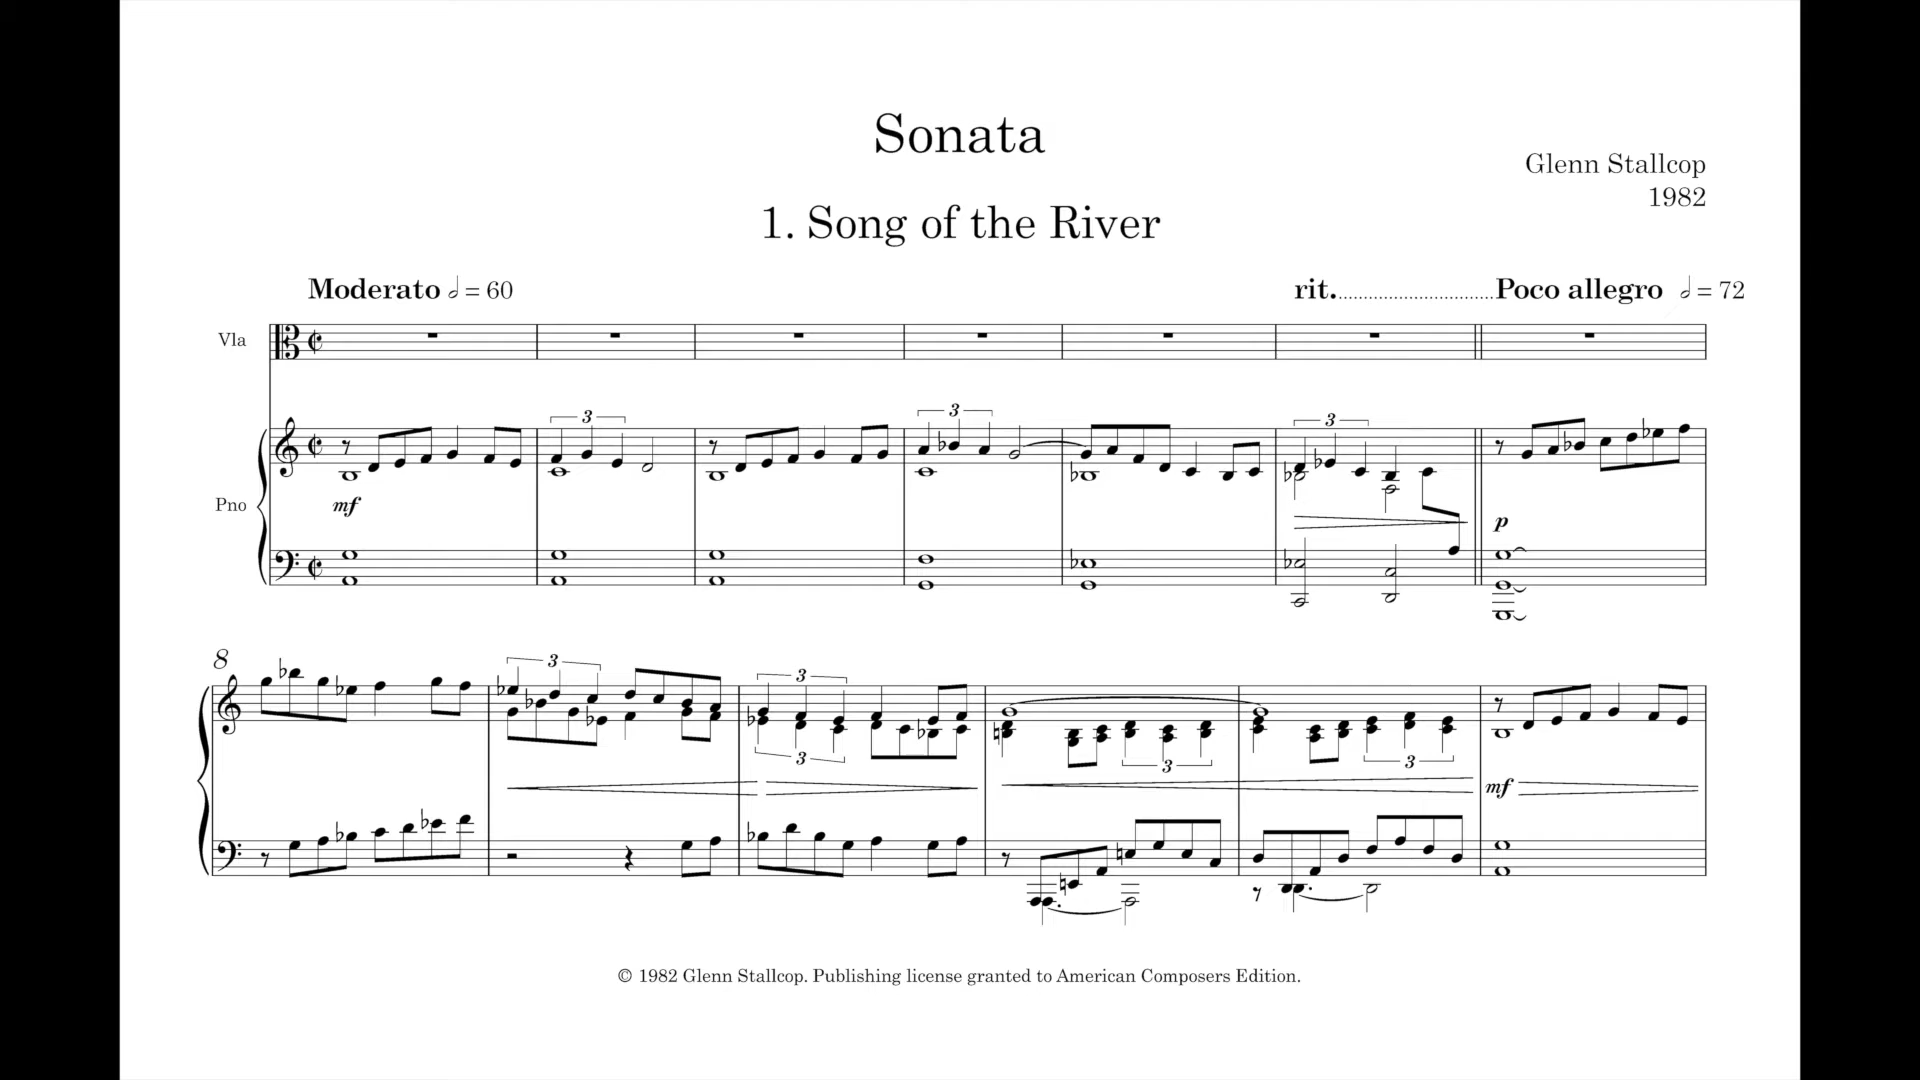 Sonata
Glenn Stallcop
1982
1. Song of the River
Moderato 𝅗𝅥 = 60
rit. Poco allegro 𝅗𝅥 = 72
Vla
3 3 3
Pno
mf p
8
3 3
3 3 3
mf
© 1982 Glenn Stallcop. Publishing license granted to American Composers Edition.